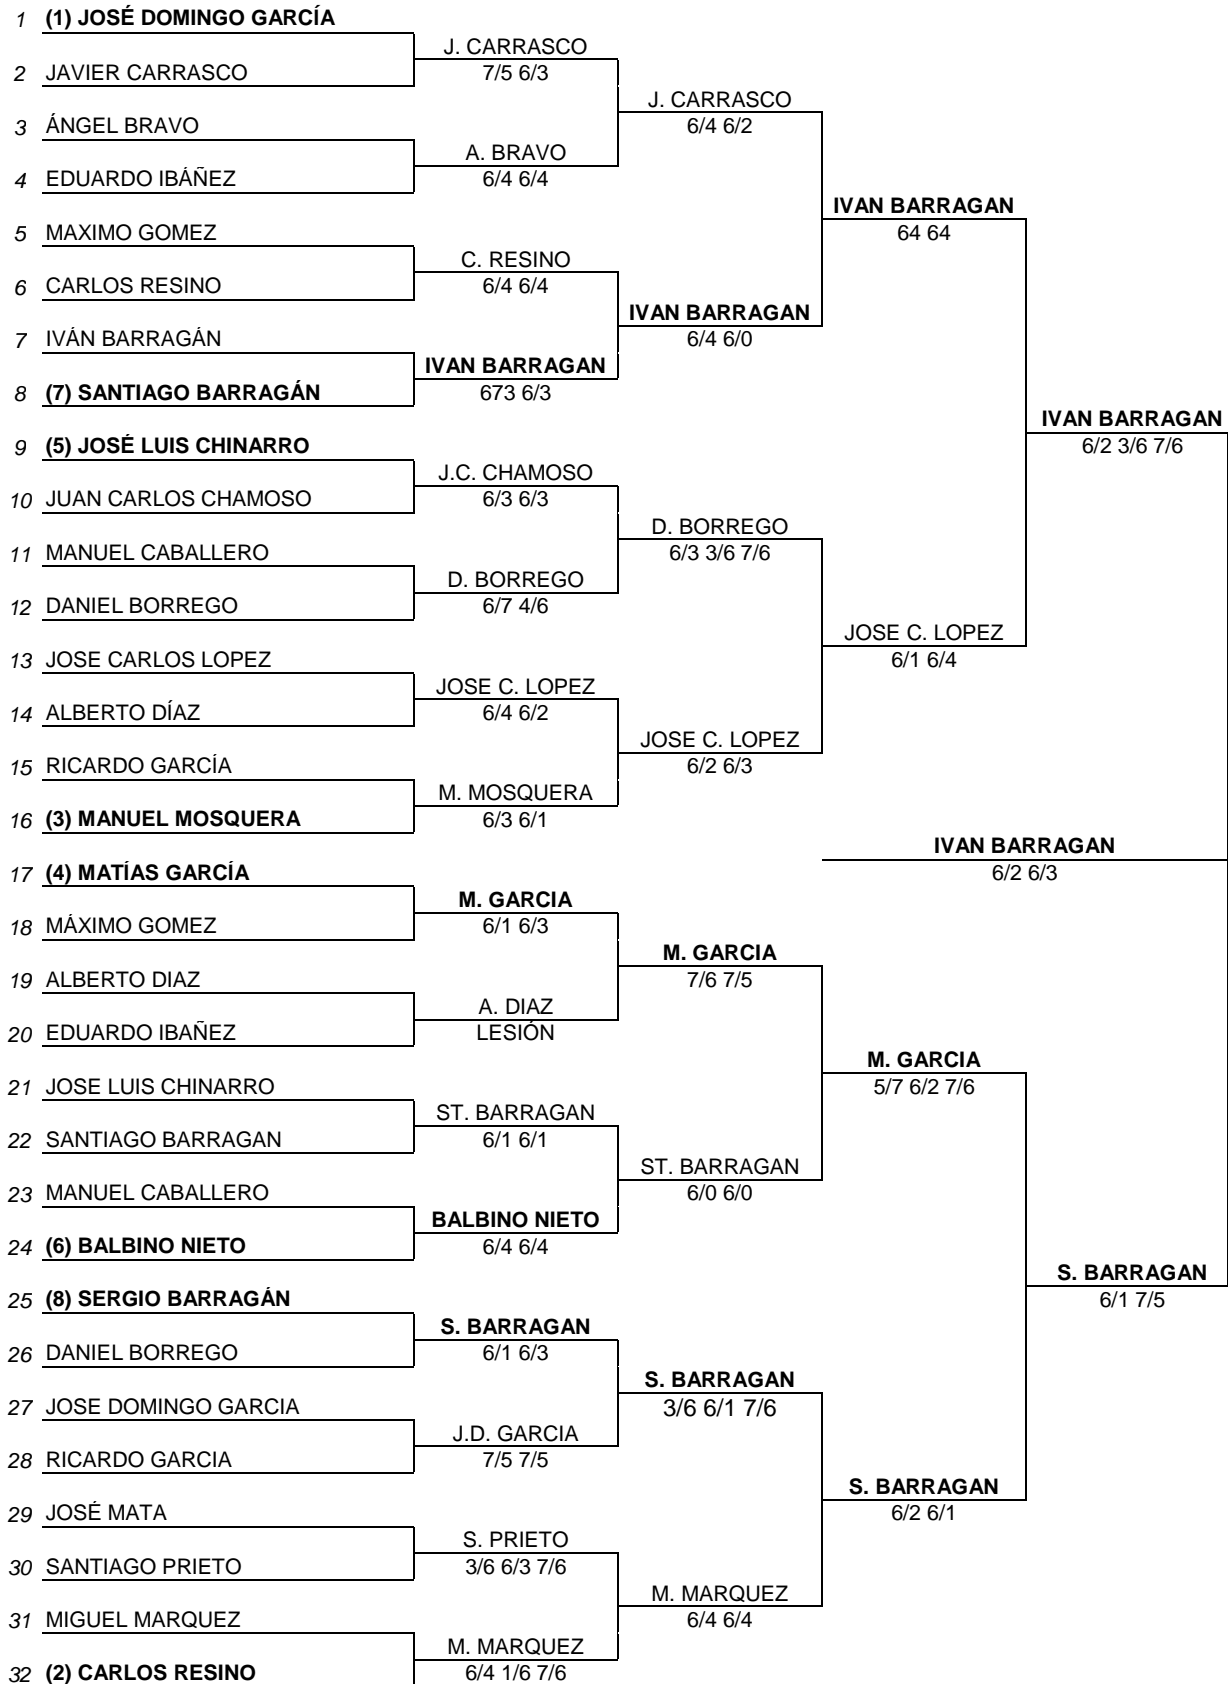 1 (1) JOSÉ DOMINGO GARCÍA
J. CARRASCO
2 JAVIER CARRASCO
7/5 6/3
J. CARRASCO
3 ÁNGEL BRAVO
6/4 6/2
A. BRAVO
4 EDUARDO IBÁÑEZ
6/4 6/4
IVAN BARRAGAN
5 MAXIMO GOMEZ
64 64
C. RESINO
6 CARLOS RESINO
6/4 6/4
IVAN BARRAGAN
7 IVÁN BARRAGÁN
6/4 6/0
IVAN BARRAGAN
8 (7) SANTIAGO BARRAGÁN
673 6/3
IVAN BARRAGAN
9 (5) JOSÉ LUIS CHINARRO
6/2 3/6 7/6
J.C. CHAMOSO
10 JUAN CARLOS CHAMOSO
6/3 6/3
D. BORREGO
11 MANUEL CABALLERO
6/3 3/6 7/6
D. BORREGO
12 DANIEL BORREGO
6/7 4/6
JOSE C. LOPEZ
13 JOSE CARLOS LOPEZ
6/1 6/4
JOSE C. LOPEZ
14 ALBERTO DÍAZ
6/4 6/2
JOSE C. LOPEZ
15 RICARDO GARCÍA
6/2 6/3
M. MOSQUERA
16 (3) MANUEL MOSQUERA
6/3 6/1
IVAN BARRAGAN
17 (4) MATÍAS GARCÍA
6/2 6/3
M. GARCIA
18 MÁXIMO GOMEZ
6/1 6/3
M. GARCIA
19 ALBERTO DIAZ
7/6 7/5
A. DIAZ
20 EDUARDO IBAÑEZ
LESIÓN
M. GARCIA
21 JOSE LUIS CHINARRO
5/7 6/2 7/6
ST. BARRAGAN
22 SANTIAGO BARRAGAN
6/1 6/1
ST. BARRAGAN
23 MANUEL CABALLERO
6/0 6/0
BALBINO NIETO
24 (6) BALBINO NIETO
6/4 6/4
S. BARRAGAN
25 (8) SERGIO BARRAGÁN
6/1 7/5
S. BARRAGAN
26 DANIEL BORREGO
6/1 6/3
S. BARRAGAN
27 JOSE DOMINGO GARCIA
3/6 6/1 7/6
J.D. GARCIA
28 RICARDO GARCIA
7/5 7/5
S. BARRAGAN
29 JOSÉ MATA
6/2 6/1
S. PRIETO
30 SANTIAGO PRIETO
3/6 6/3 7/6
M. MARQUEZ
31 MIGUEL MARQUEZ
6/4 6/4
M. MARQUEZ
32 (2) CARLOS RESINO
6/4 1/6 7/6